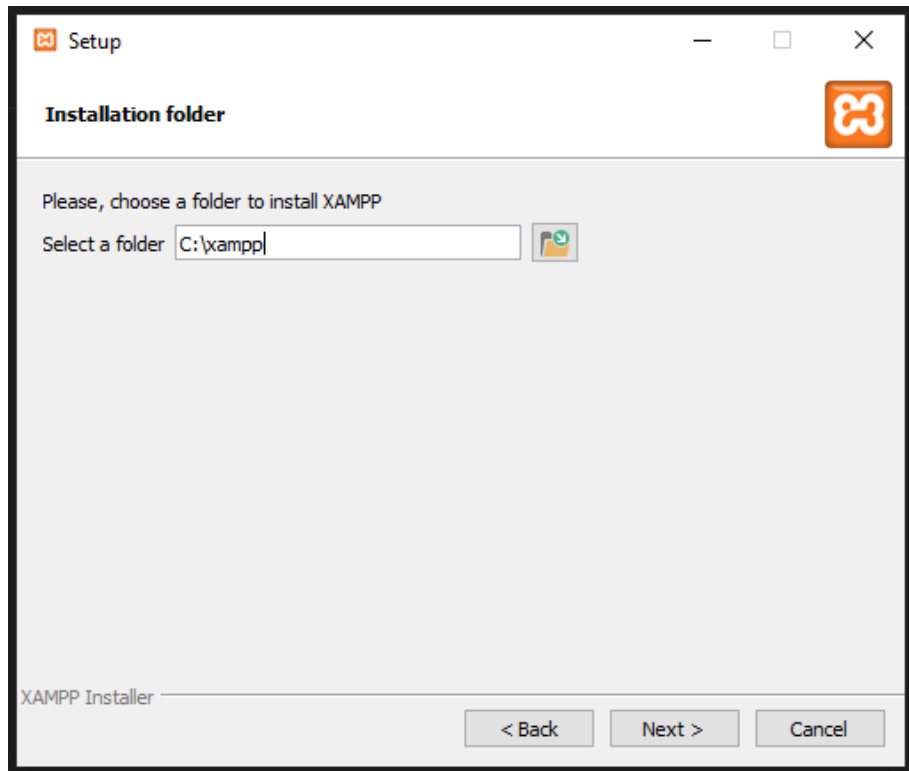 Setup
Installation folder
Please, choose a folder to install XAMPP
Select a folder C:\xampp
XAMPP Installer
< Back Next > Cancel